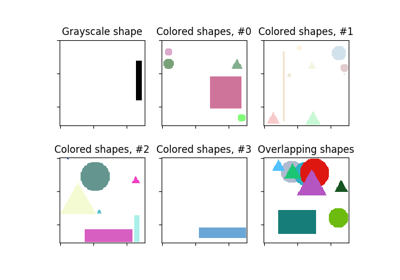 Grayscale shape
Colored shapes, #0
Colored shapes, #1
Colored shapes, #2
Colored shapes, #3
Overlapping shapes